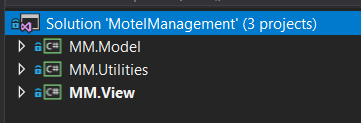 Solution 'MotelManagement' (3 projects)
MM.Model
MM.Utilities
MM.View